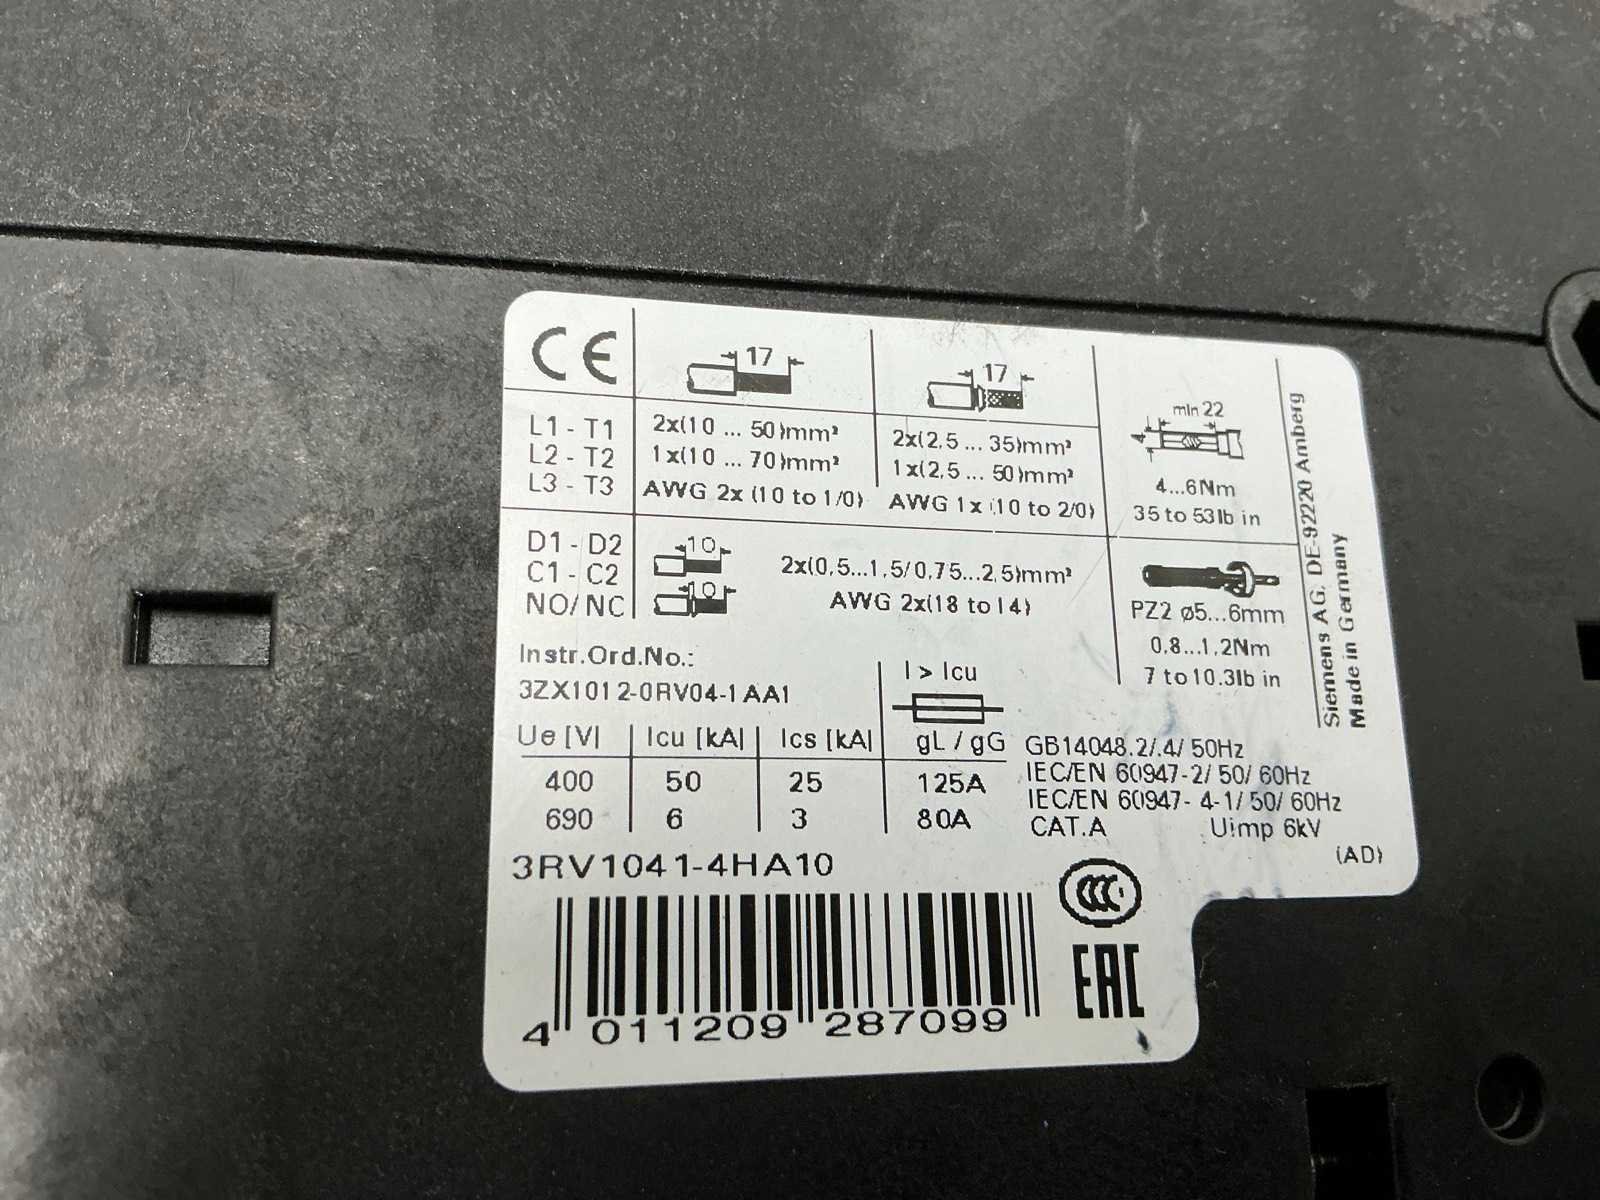 CE
17
17
min 22
4
L1 - T1
L2 - T2
L3 - T3
2x(10 ... 50)mm²
1x(10 ... 70)mm²
AWG 2x (10 to 1/0)
2x(2,5 ... 35)mm²
1x(2,5 ... 50)mm²
AWG 1x (10 to 2/0)
4...6Nm
35 to 53lb in
D1 - D2
C1 - C2
NO/ NC
10
10
2x(0,5...1,5/0,75...2,5)mm²
AWG 2x(18 to 14)
PZ2 ø5...6mm
0,8...1,2Nm
7 to 10.3lb in
Siemens AG, DE-92220 Amberg
Made in Germany
Instr.Ord.No.:
3ZX1012-0RV04-1AA1
I > Icu
Ue [V] Icu [kA] Ics [kA] gL / gG
400 50 25 125A
690 6 3 80A
GB14048.2/.4/ 50Hz
IEC/EN 60947-2/ 50/ 60Hz
IEC/EN 60947- 4-1/ 50/ 60Hz
CAT.A Uimp 6kV
(AD)
3RV1041-4HA10
CCC
EAC
4 011209 287099